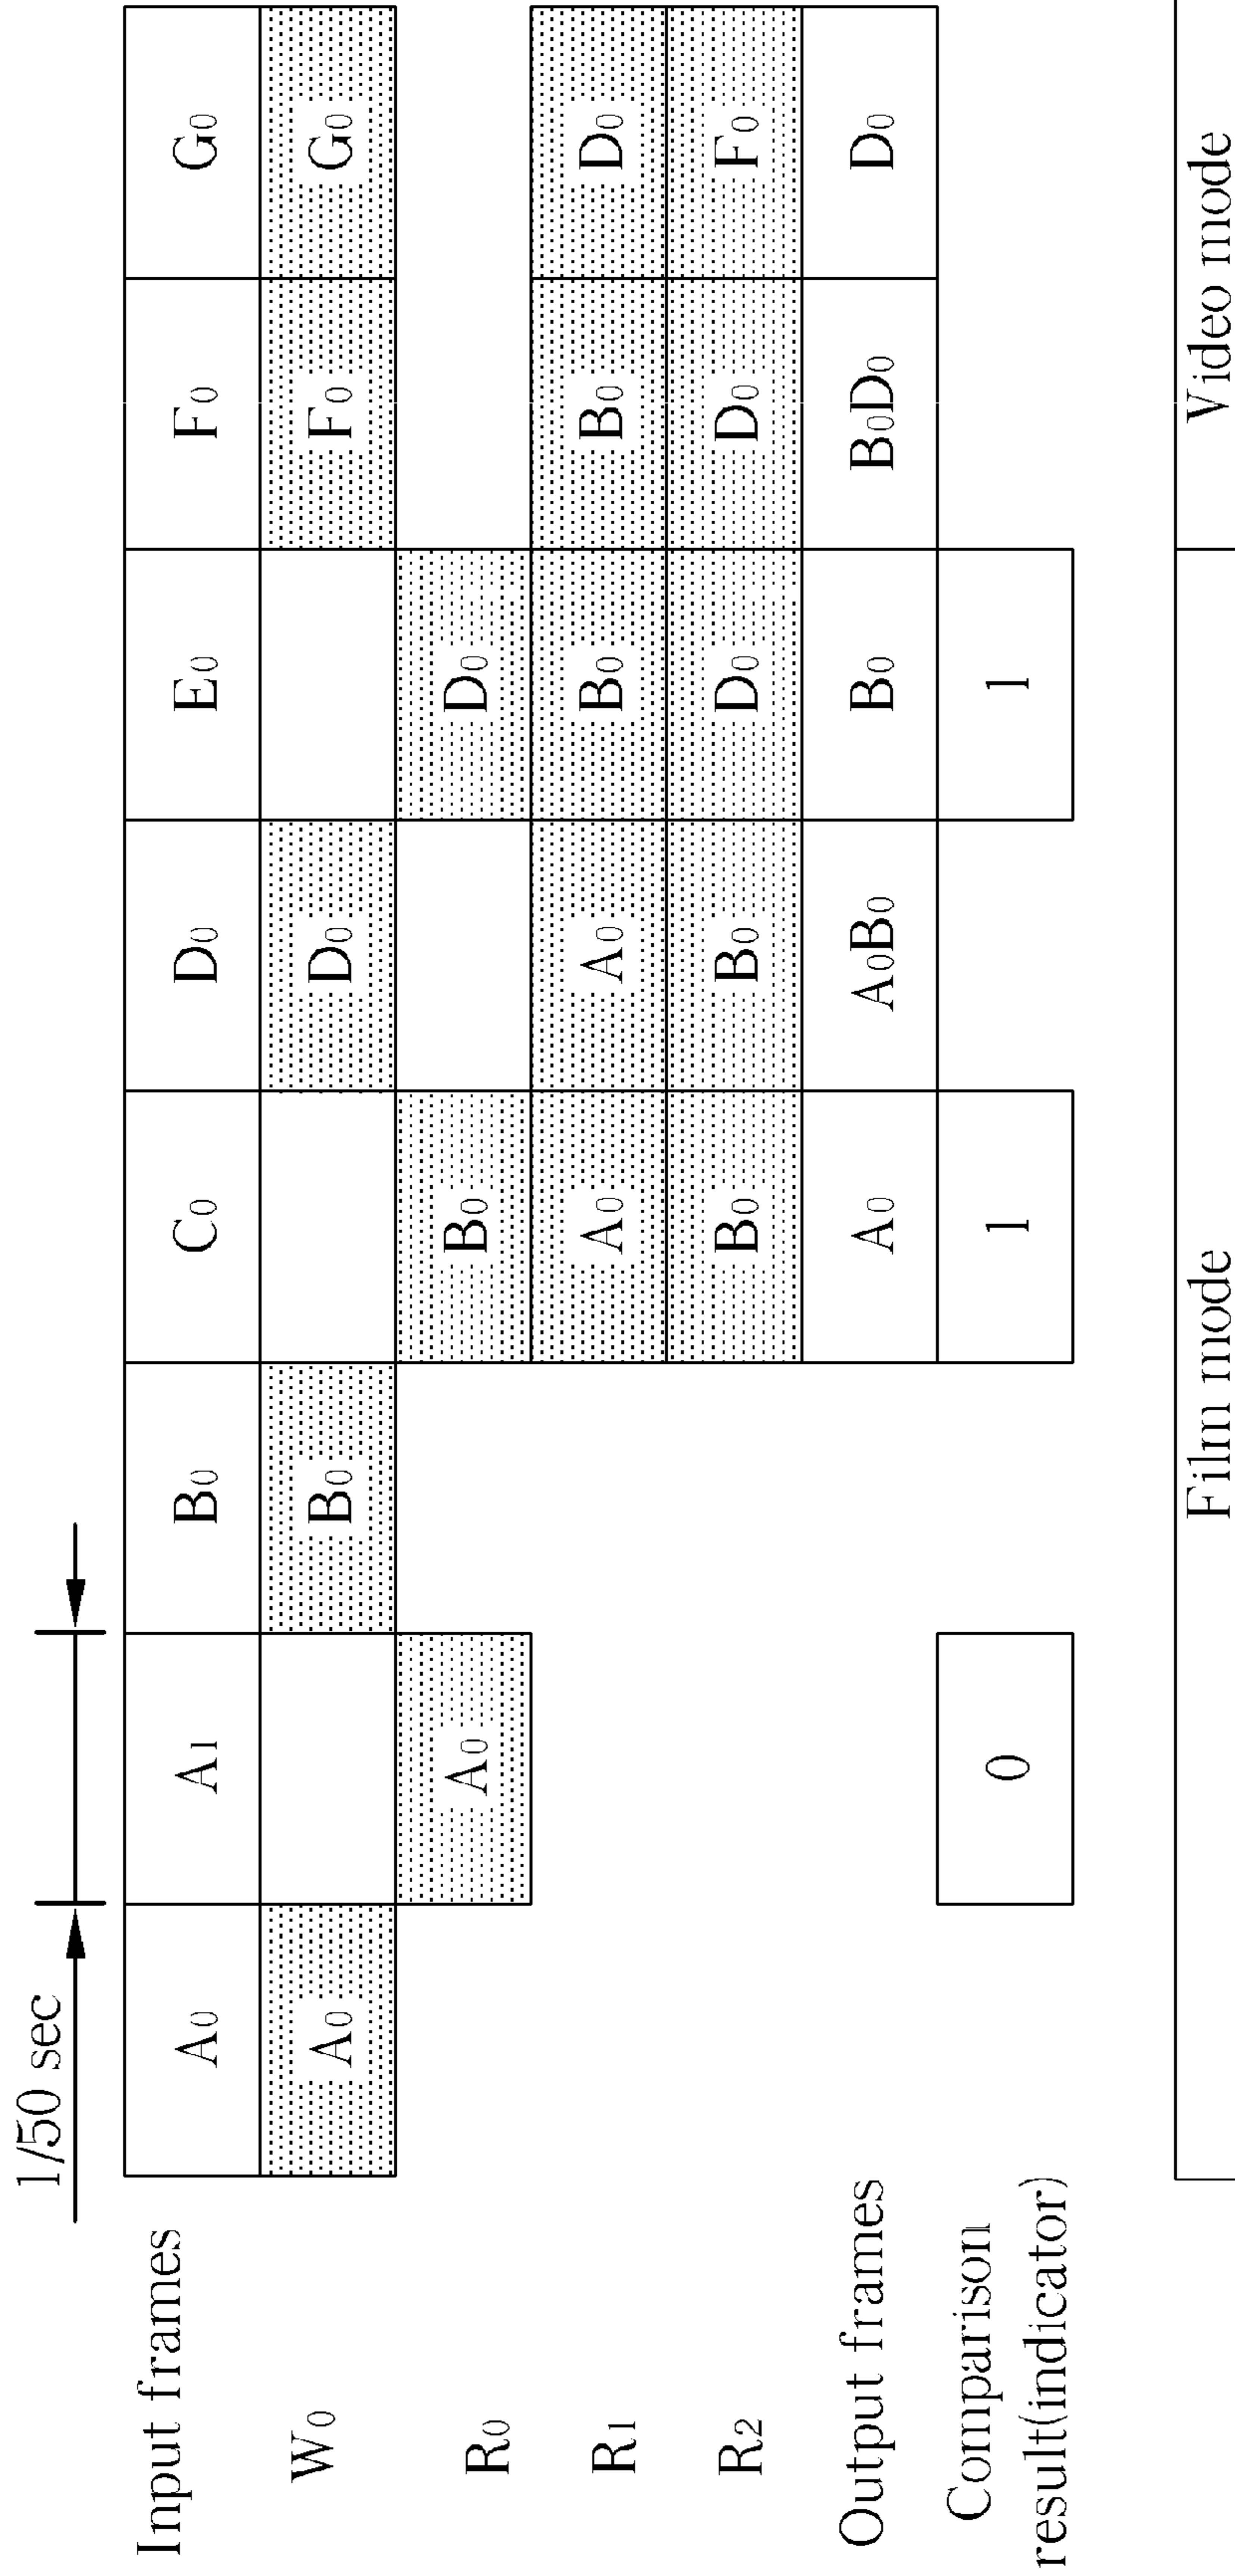 1/50 sec
Input frames A₀ A₁ B₀ C₀ D₀ E₀ F₀ G₀
W₀ A₀ B₀ D₀ F₀ G₀
R₀ A₀ B₀ D₀
R₁ A₀ A₀ B₀ B₀ D₀
R₂ B₀ B₀ D₀ D₀ F₀
Output frames A₀ A₀B₀ B₀ B₀D₀ D₀
Comparison
result(indicator) 0 1 1
Film mode Video mode